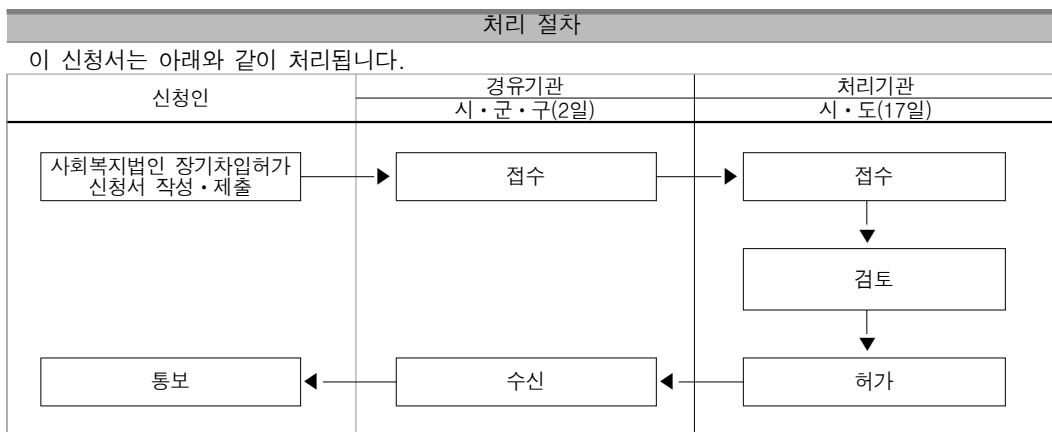 처리 절차
이 신청서는 아래와 같이 처리됩니다.
신청인
경유기관
처리기관
시・군・구(2일)
시・도(17일)
사회복지법인 장기차입허가
신청서 작성・제출
접수
접수
검토
통보
수신
허가